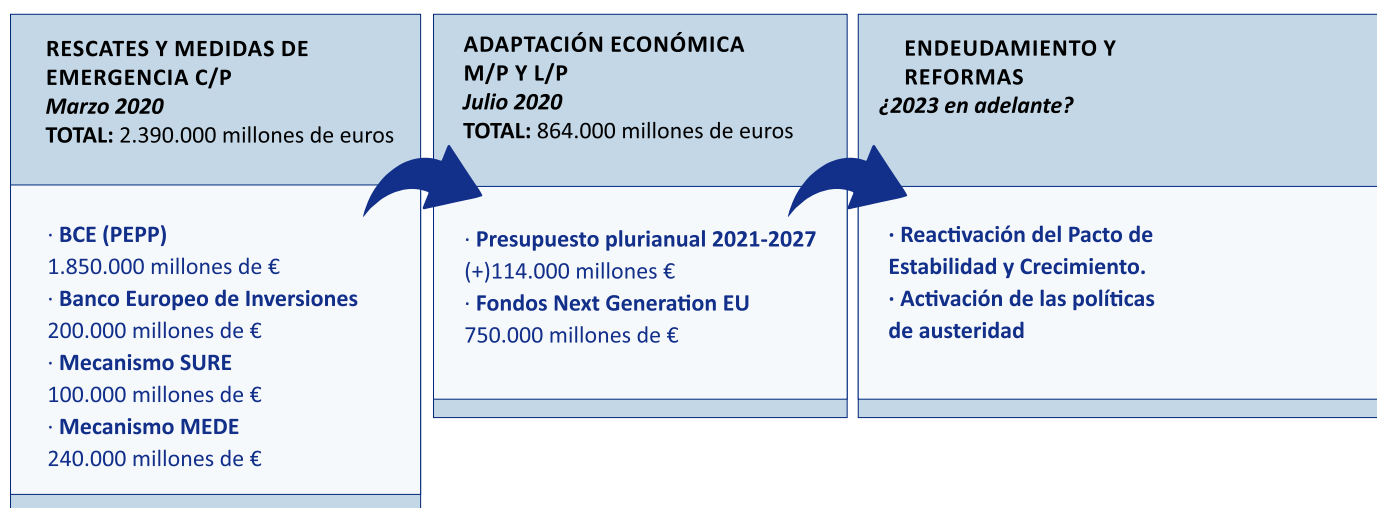 RESCATES Y MEDIDAS DE
EMERGENCIA C/P
Marzo 2020
TOTAL: 2.390.000 millones de euros
· BCE (PEPP)
1.850.000 millones de €
· Banco Europeo de Inversiones
200.000 millones de €
· Mecanismo SURE
100.000 millones de €
· Mecanismo MEDE
240.000 millones de €
ADAPTACIÓN ECONÓMICA
M/P Y L/P
Julio 2020
TOTAL: 864.000 millones de euros
· Presupuesto plurianual 2021-2027
(+)114.000 millones €
· Fondos Next Generation EU
750.000 millones de €
ENDEUDAMIENTO Y
REFORMAS
¿2023 en adelante?
· Reactivación del Pacto de
Estabilidad y Crecimiento.
· Activación de las políticas
de austeridad